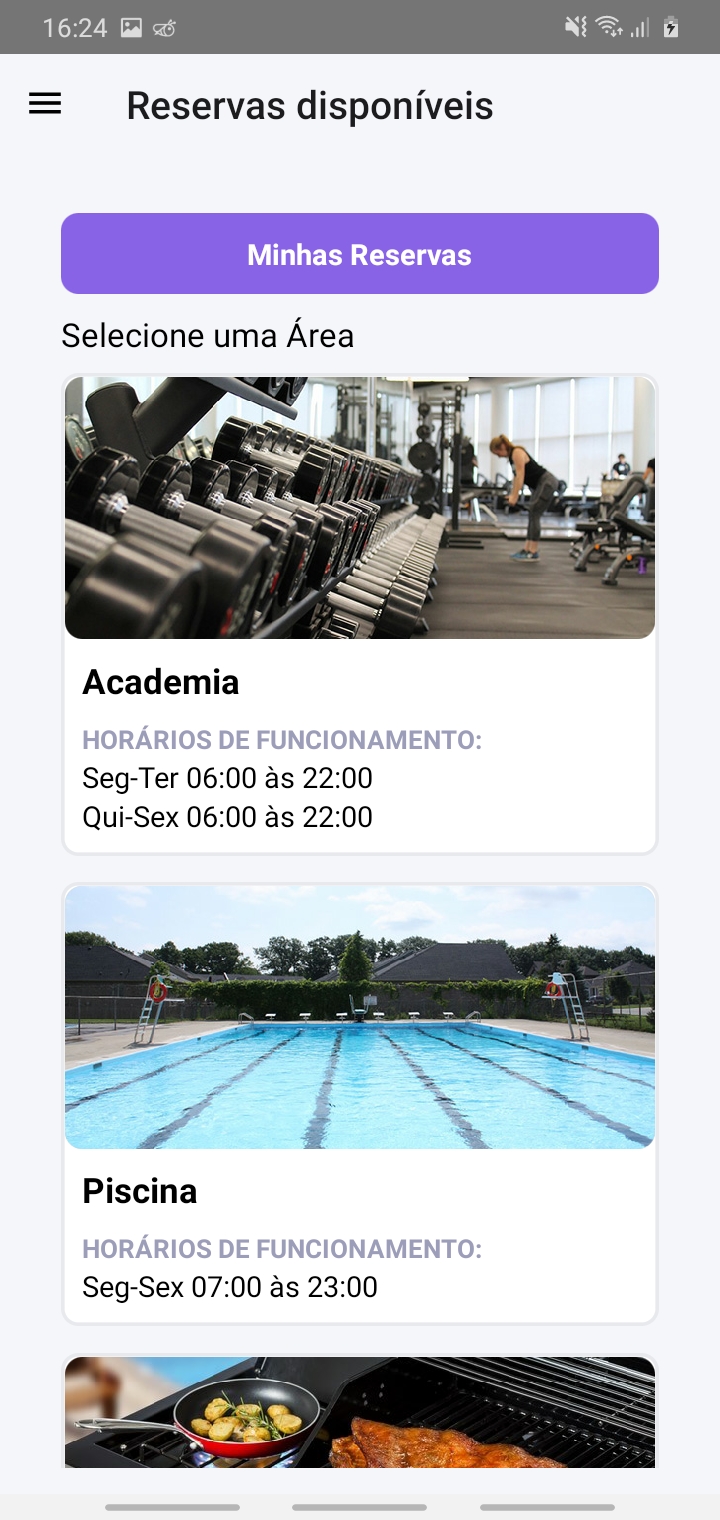 16:24
Reservas disponíveis
Minhas Reservas
Selecione uma Área
Academia
HORÁRIOS DE FUNCIONAMENTO:
Seg-Ter 06:00 às 22:00
Qui-Sex 06:00 às 22:00
Piscina
HORÁRIOS DE FUNCIONAMENTO:
Seg-Sex 07:00 às 23:00